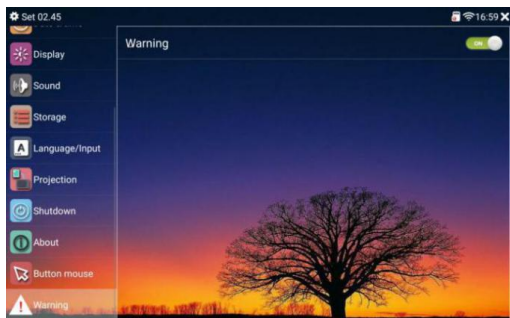 Set 02.45
16:59
Warning
ON
Display
Sound
Storage
Language/Input
Projection
Shutdown
About
Button mouse
Warning